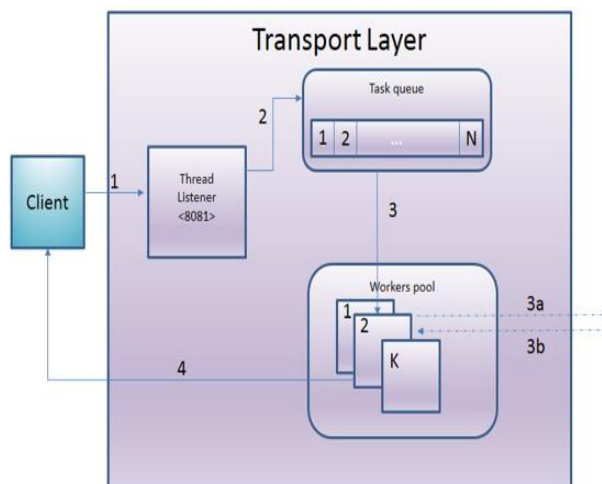 Transport Layer
Task queue
1 2 ... N
2
1
Client
Thread
Listener
<8081>
3
Workers pool
1
2
K
3a
3b
4